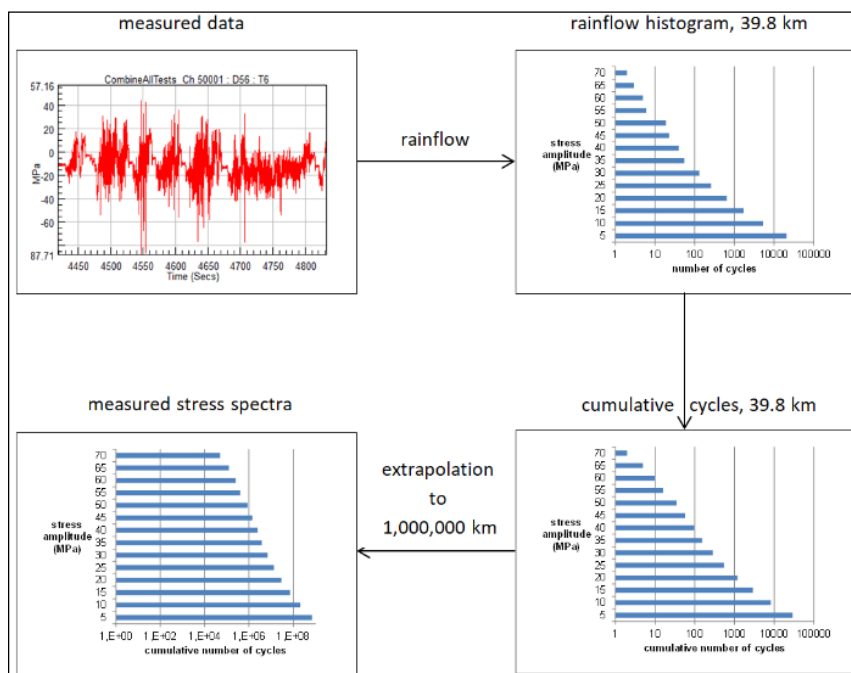 measured data
CombineAllTests Ch 50001 : D56 : T6
57.16
40
20
0
-20
-40
-60
87.71
MPa
4450 4500 4550 4600 4650 4700 4750 4800
Time (Secs)
rainflow
rainflow histogram, 39.8 km
stress
amplitude
(MPa)
70
65
60
55
50
45
40
35
30
25
20
15
10
5
1 10 100 1000 10000 100000
number of cycles
cumulative cycles, 39.8 km
stress
amplitude
(MPa)
70
65
60
55
50
45
40
35
30
25
20
15
10
5
1 10 100 1000 10000 100000
cumulative number of cycles
extrapolation
to
1,000,000 km
measured stress spectra
stress
amplitude
(MPa)
70
65
60
55
50
45
40
35
30
25
20
15
10
5
1,E+00 1,E+02 1,E+04 1,E+06 1,E+08
cumulative number of cycles